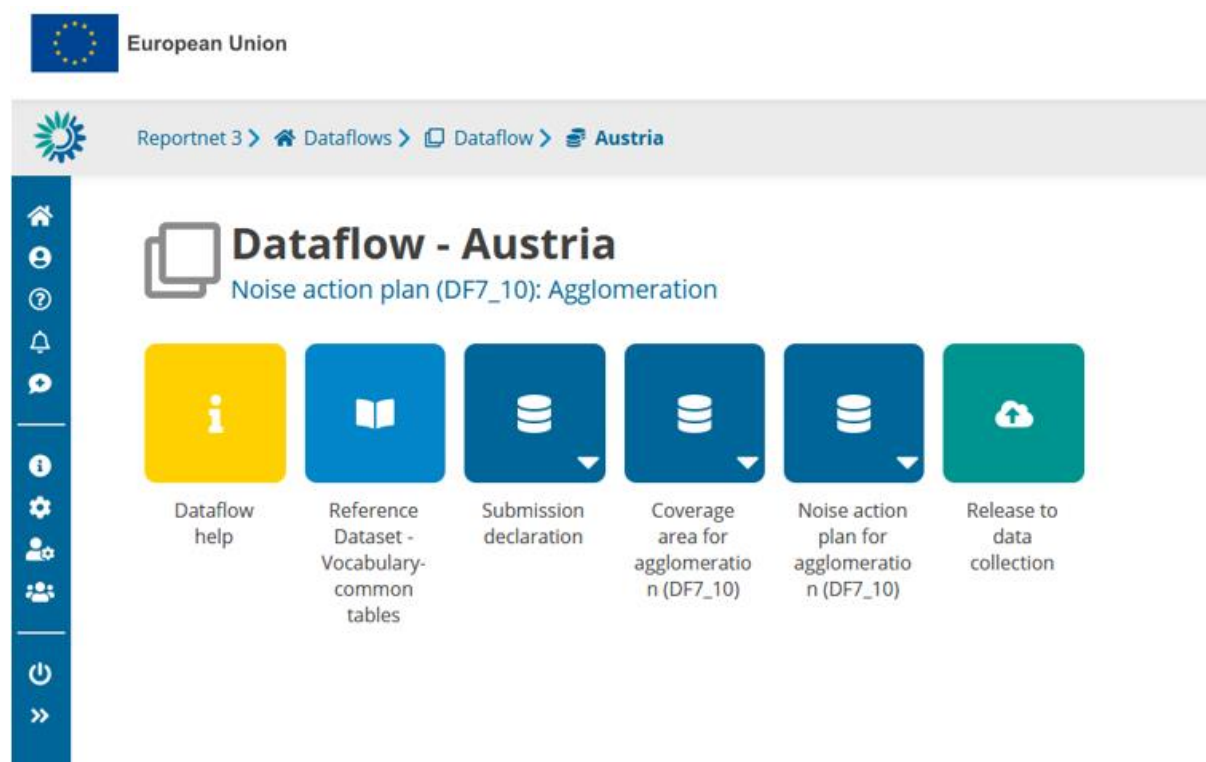 European Union
Reportnet 3 > Dataflows > Dataflow > Austria
Dataflow - Austria
Noise action plan (DF7_10): Agglomeration
Dataflow
help
Reference
Dataset -
Vocabulary-
common
tables
Submission
declaration
Coverage
area for
agglomeratio
n (DF7_10)
Noise action
plan for
agglomeratio
n (DF7_10)
Release to
data
collection